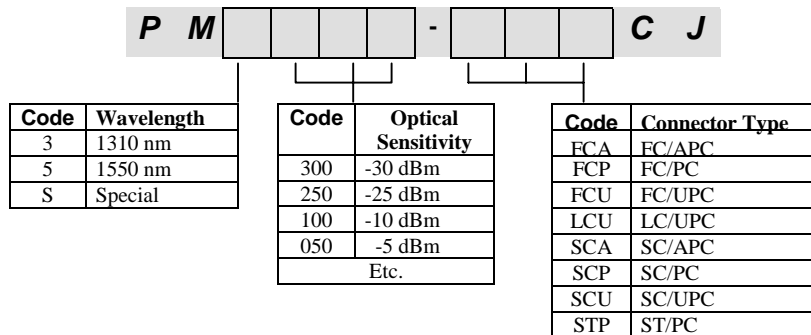 P M - C J
Code Wavelength
3 1310 nm
5 1550 nm
S Special
Code Optical Sensitivity
300 -30 dBm
250 -25 dBm
100 -10 dBm
050 -5 dBm
Etc.
Code Connector Type
FCA FC/APC
FCP FC/PC
FCU FC/UPC
LCU LC/UPC
SCA SC/APC
SCP SC/PC
SCU SC/UPC
STP ST/PC